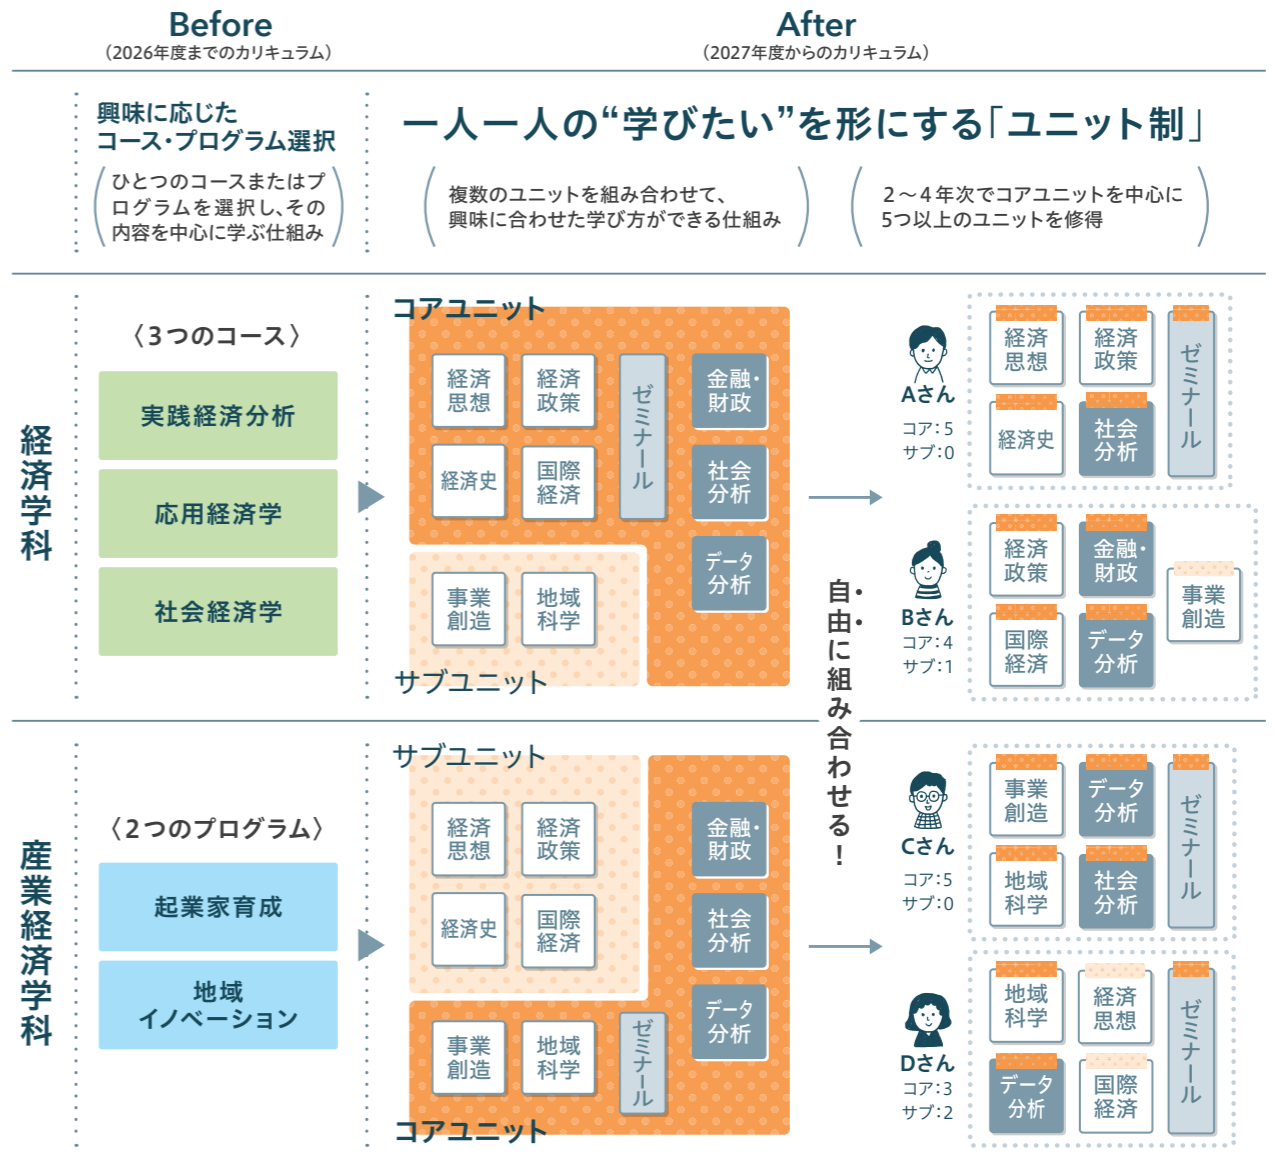 Before
（2026年度までのカリキュラム）
After
（2027年度からのカリキュラム）
興味に応じた
コース・プログラム選択
ひとつのコースまたはプ
ログラムを選択し、その
内容を中心に学ぶ仕組み
一人一人の“学びたい”を形にする「ユニット制」
複数のユニットを組み合わせて、
興味に合わせた学び方ができる仕組み
２〜４年次でコアユニットを中心に
5つ以上のユニットを修得
経済学科
〈３つのコース〉
実践経済分析
応用経済学
社会経済学
コアユニット
経済
思想
経済
政策
経済史
国際
経済
ゼミナール
金融・
財政
社会
分析
データ
分析
事業
創造
地域
科学
サブユニット
自由に組み合わせる！
Aさん
コア：5
サブ：0
経済
思想
経済
政策
経済史
社会
分析
ゼミナール
Bさん
コア：4
サブ：1
経済
政策
金融・
財政
国際
経済
データ
分析
事業
創造
産業経済学科
〈２つのプログラム〉
起業家育成
地域
イノベーション
サブユニット
経済
思想
経済
政策
経済史
国際
経済
金融・
財政
社会
分析
データ
分析
事業
創造
地域
科学
ゼミナール
コアユニット
Cさん
コア：5
サブ：0
事業
創造
データ
分析
地域
科学
社会
分析
ゼミナール
Dさん
コア：3
サブ：2
地域
科学
経済
思想
データ
分析
国際
経済
ゼミナール